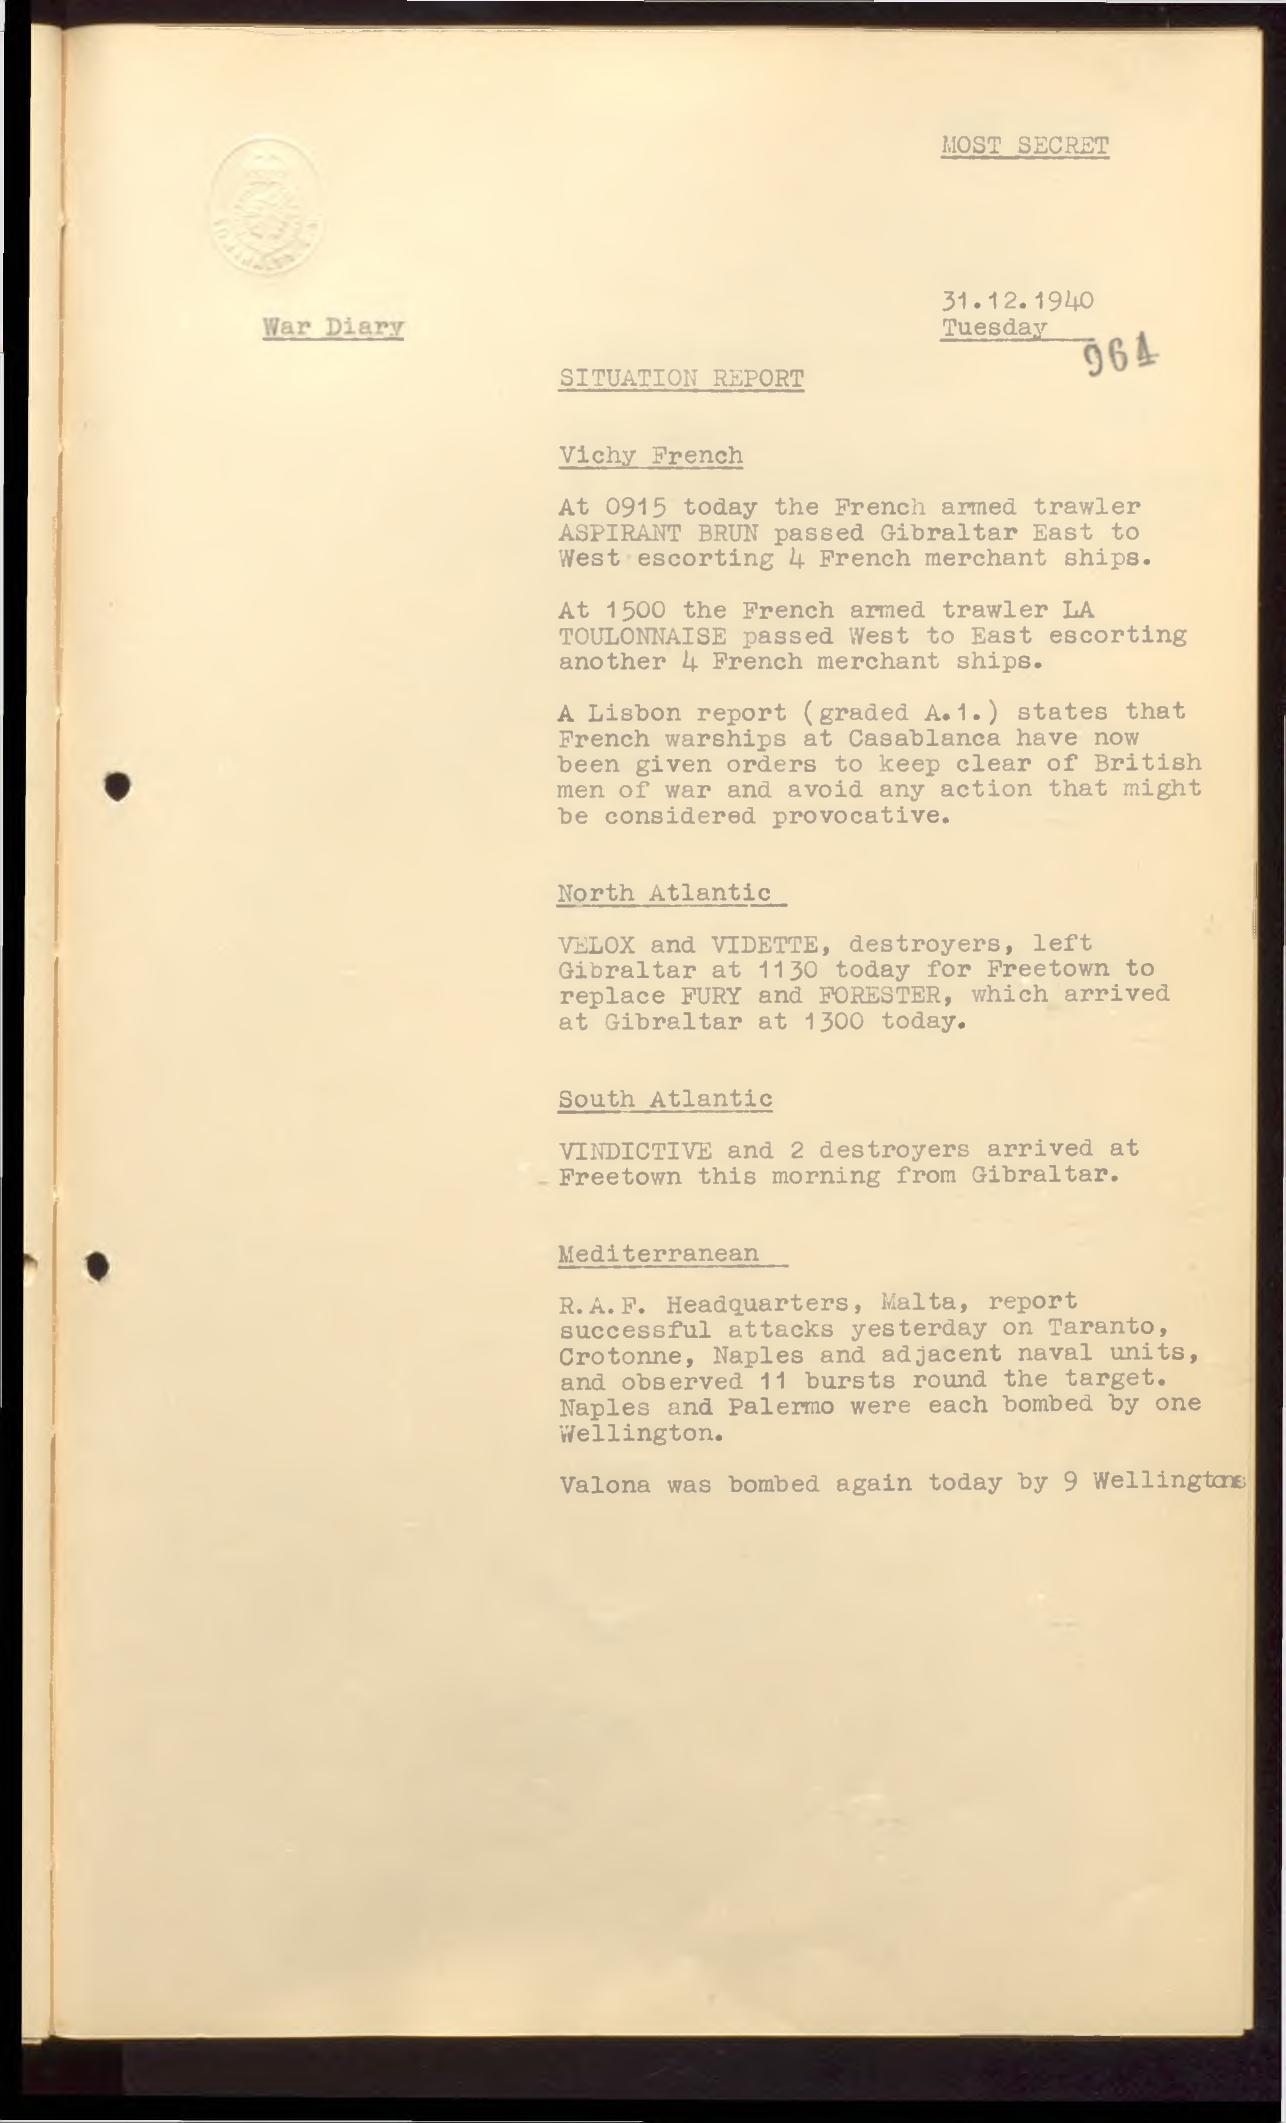 MOST SECRET
31.12.1940
War Diary
Tuesday
964
SITUATION REPORT
Vichy French
At 0915 today the French armed trawler
ASPIRANT BRUN passed Gibraltar East to
West escorting 4 French merchant ships.
At 1500 the French armed trawler LA
TOULONNAISE passed West to East escorting
another 4 French merchant ships.
A Lisbon report (graded A.1.) states that
French warships at Casablanca have now
been given orders to keep clear of British
men of war and avoid any action that might
be considered provocative.
North Atlantic
VELOX and VIDETTE, destroyers, left
Gibraltar at 1130 today for Freetown to
replace FURY and FORESTER, which arrived
at Gibraltar at 1300 today.
South Atlantic
VINDICTIVE and 2 destroyers arrived at
Freetown this morning from Gibraltar.
Mediterranean
R.A.F. Headquarters, Malta, report
successful attacks yesterday on Taranto,
Crotonne, Naples and adjacent naval units,
and observed 11 bursts round the target.
Naples and Palermo were each bombed by one
Wellington.
Valona was bombed again today by 9 Wellingtons